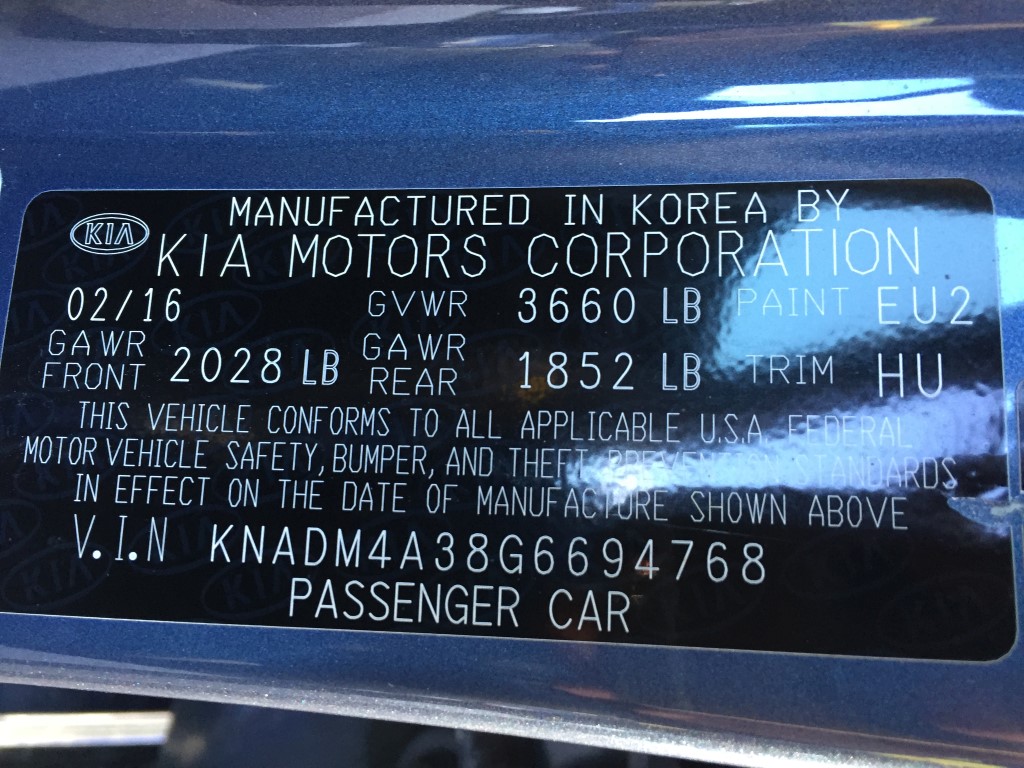 KIA MANUFACTURED IN KOREA BY
KIA MOTORS CORPORATION
02/16 GVWR 3660 LB PAINT EU2
GAWR FRONT 2028 LB GAWR REAR 1852 LB TRIM HU
THIS VEHICLE CONFORMS TO ALL APPLICABLE U.S.A. FEDERAL
MOTOR VEHICLE SAFETY, BUMPER, AND THEFT PREVENTION STANDARDS
IN EFFECT ON THE DATE OF MANUFACTURE SHOWN ABOVE
V.I.N KNADM4A38G6694768
PASSENGER CAR